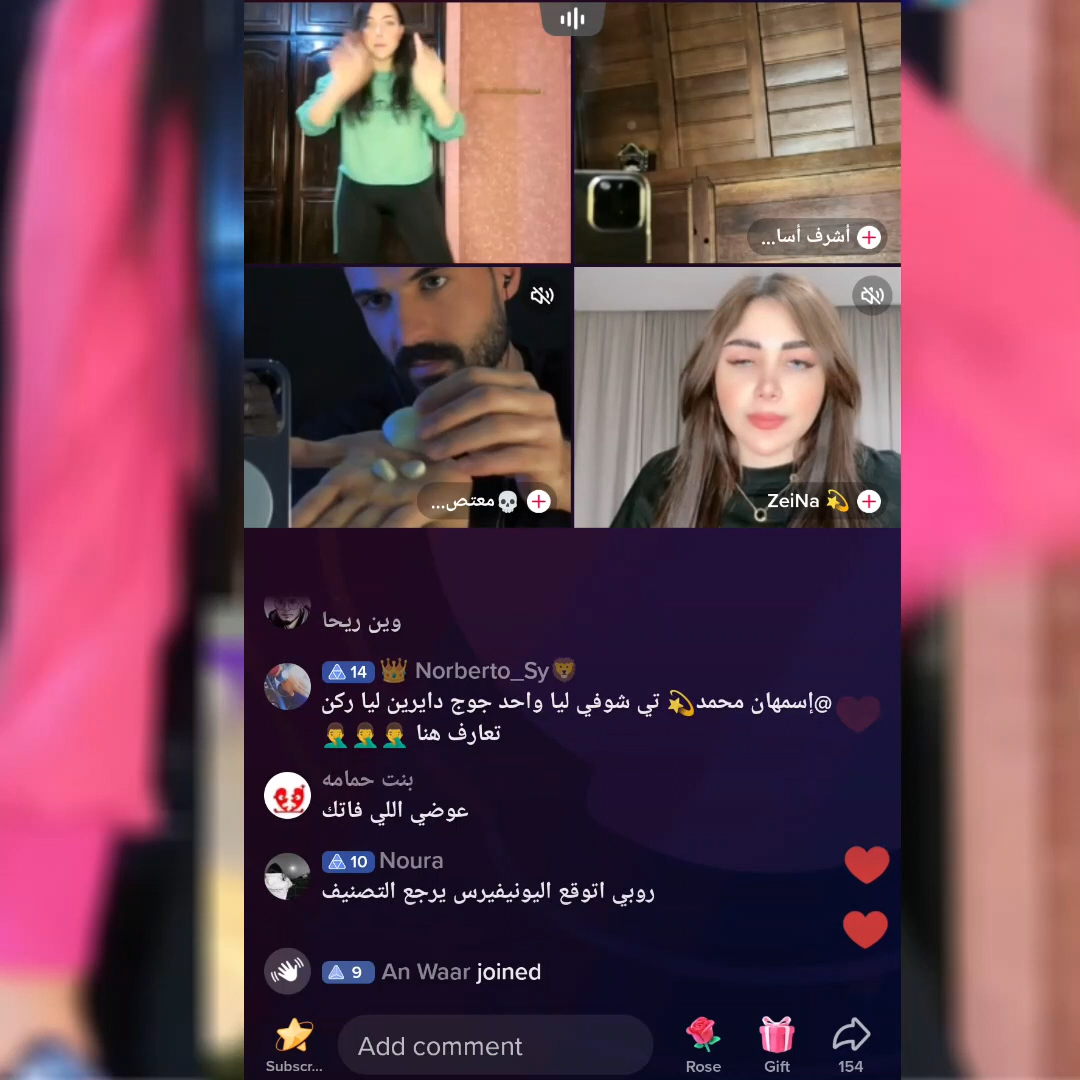 أشرف أسا...
💀معتص...
ZeiNa 💫
وين ريحا
14 👑 Norberto_Sy🦁
@إسمهان محمد💫 تي شوفي ليا واحد جوج دايرين ليا ركن
تعارف هنا 🤦‍♂️🤦‍♂️🤦‍♂️
بنت حمامه
عوضي اللي فاتك
10 Noura
روبي اتوقع اليونيفيرس يرجع التصنيف
9 An Waar joined
Add comment
Subscr...
Rose
Gift
154